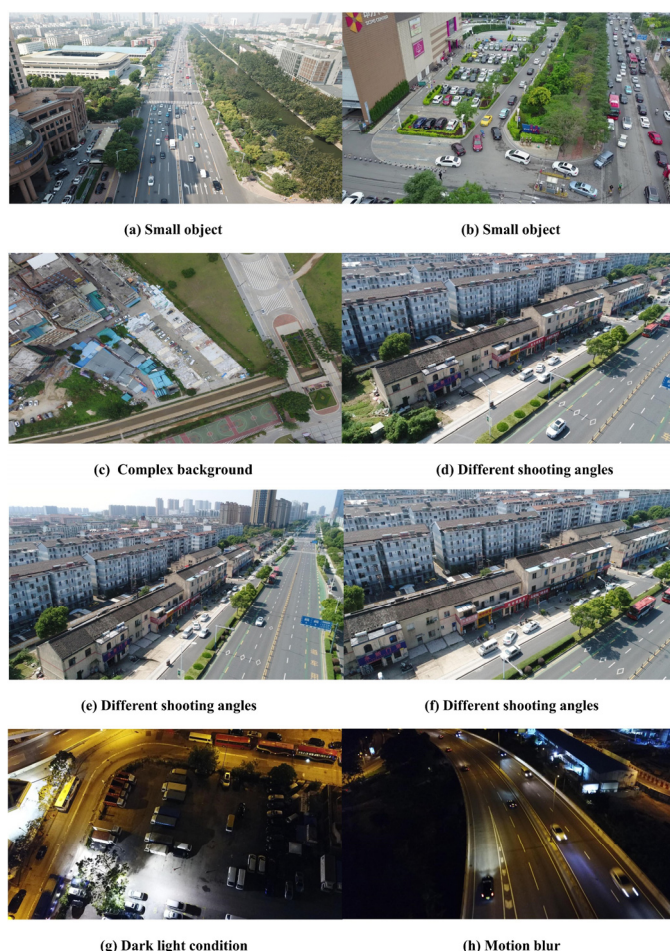 (a) Small object
(b) Small object
(c) Complex background
(d) Different shooting angles
(e) Different shooting angles
(f) Different shooting angles
(g) Dark light condition
(h) Motion blur